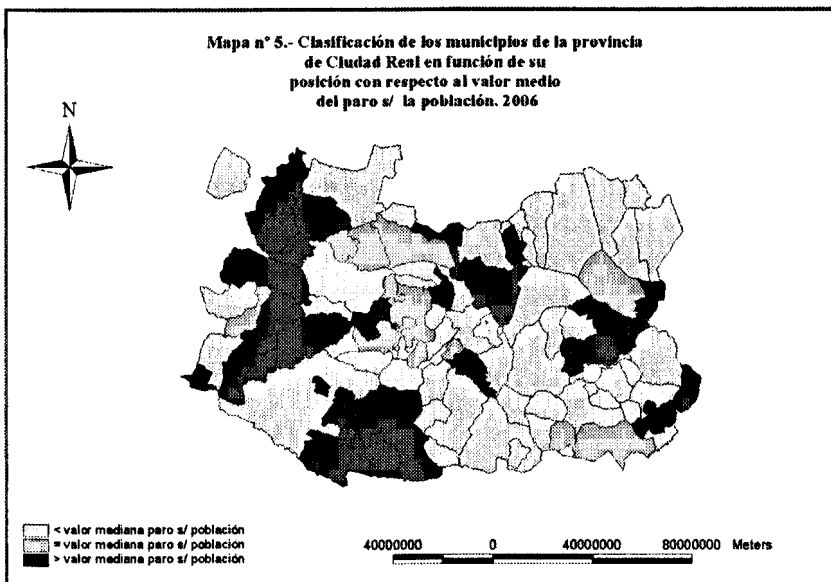 Mapa nº 5.- Clasificación de los municipios de la provincia
de Ciudad Real en función de su
posición con respecto al valor medio
del paro s/ la población. 2006
N
< valor mediana paro s/ población
= valor mediana paro s/ población
> valor mediana paro s/ población
40000000 0 40000000 80000000 Meters